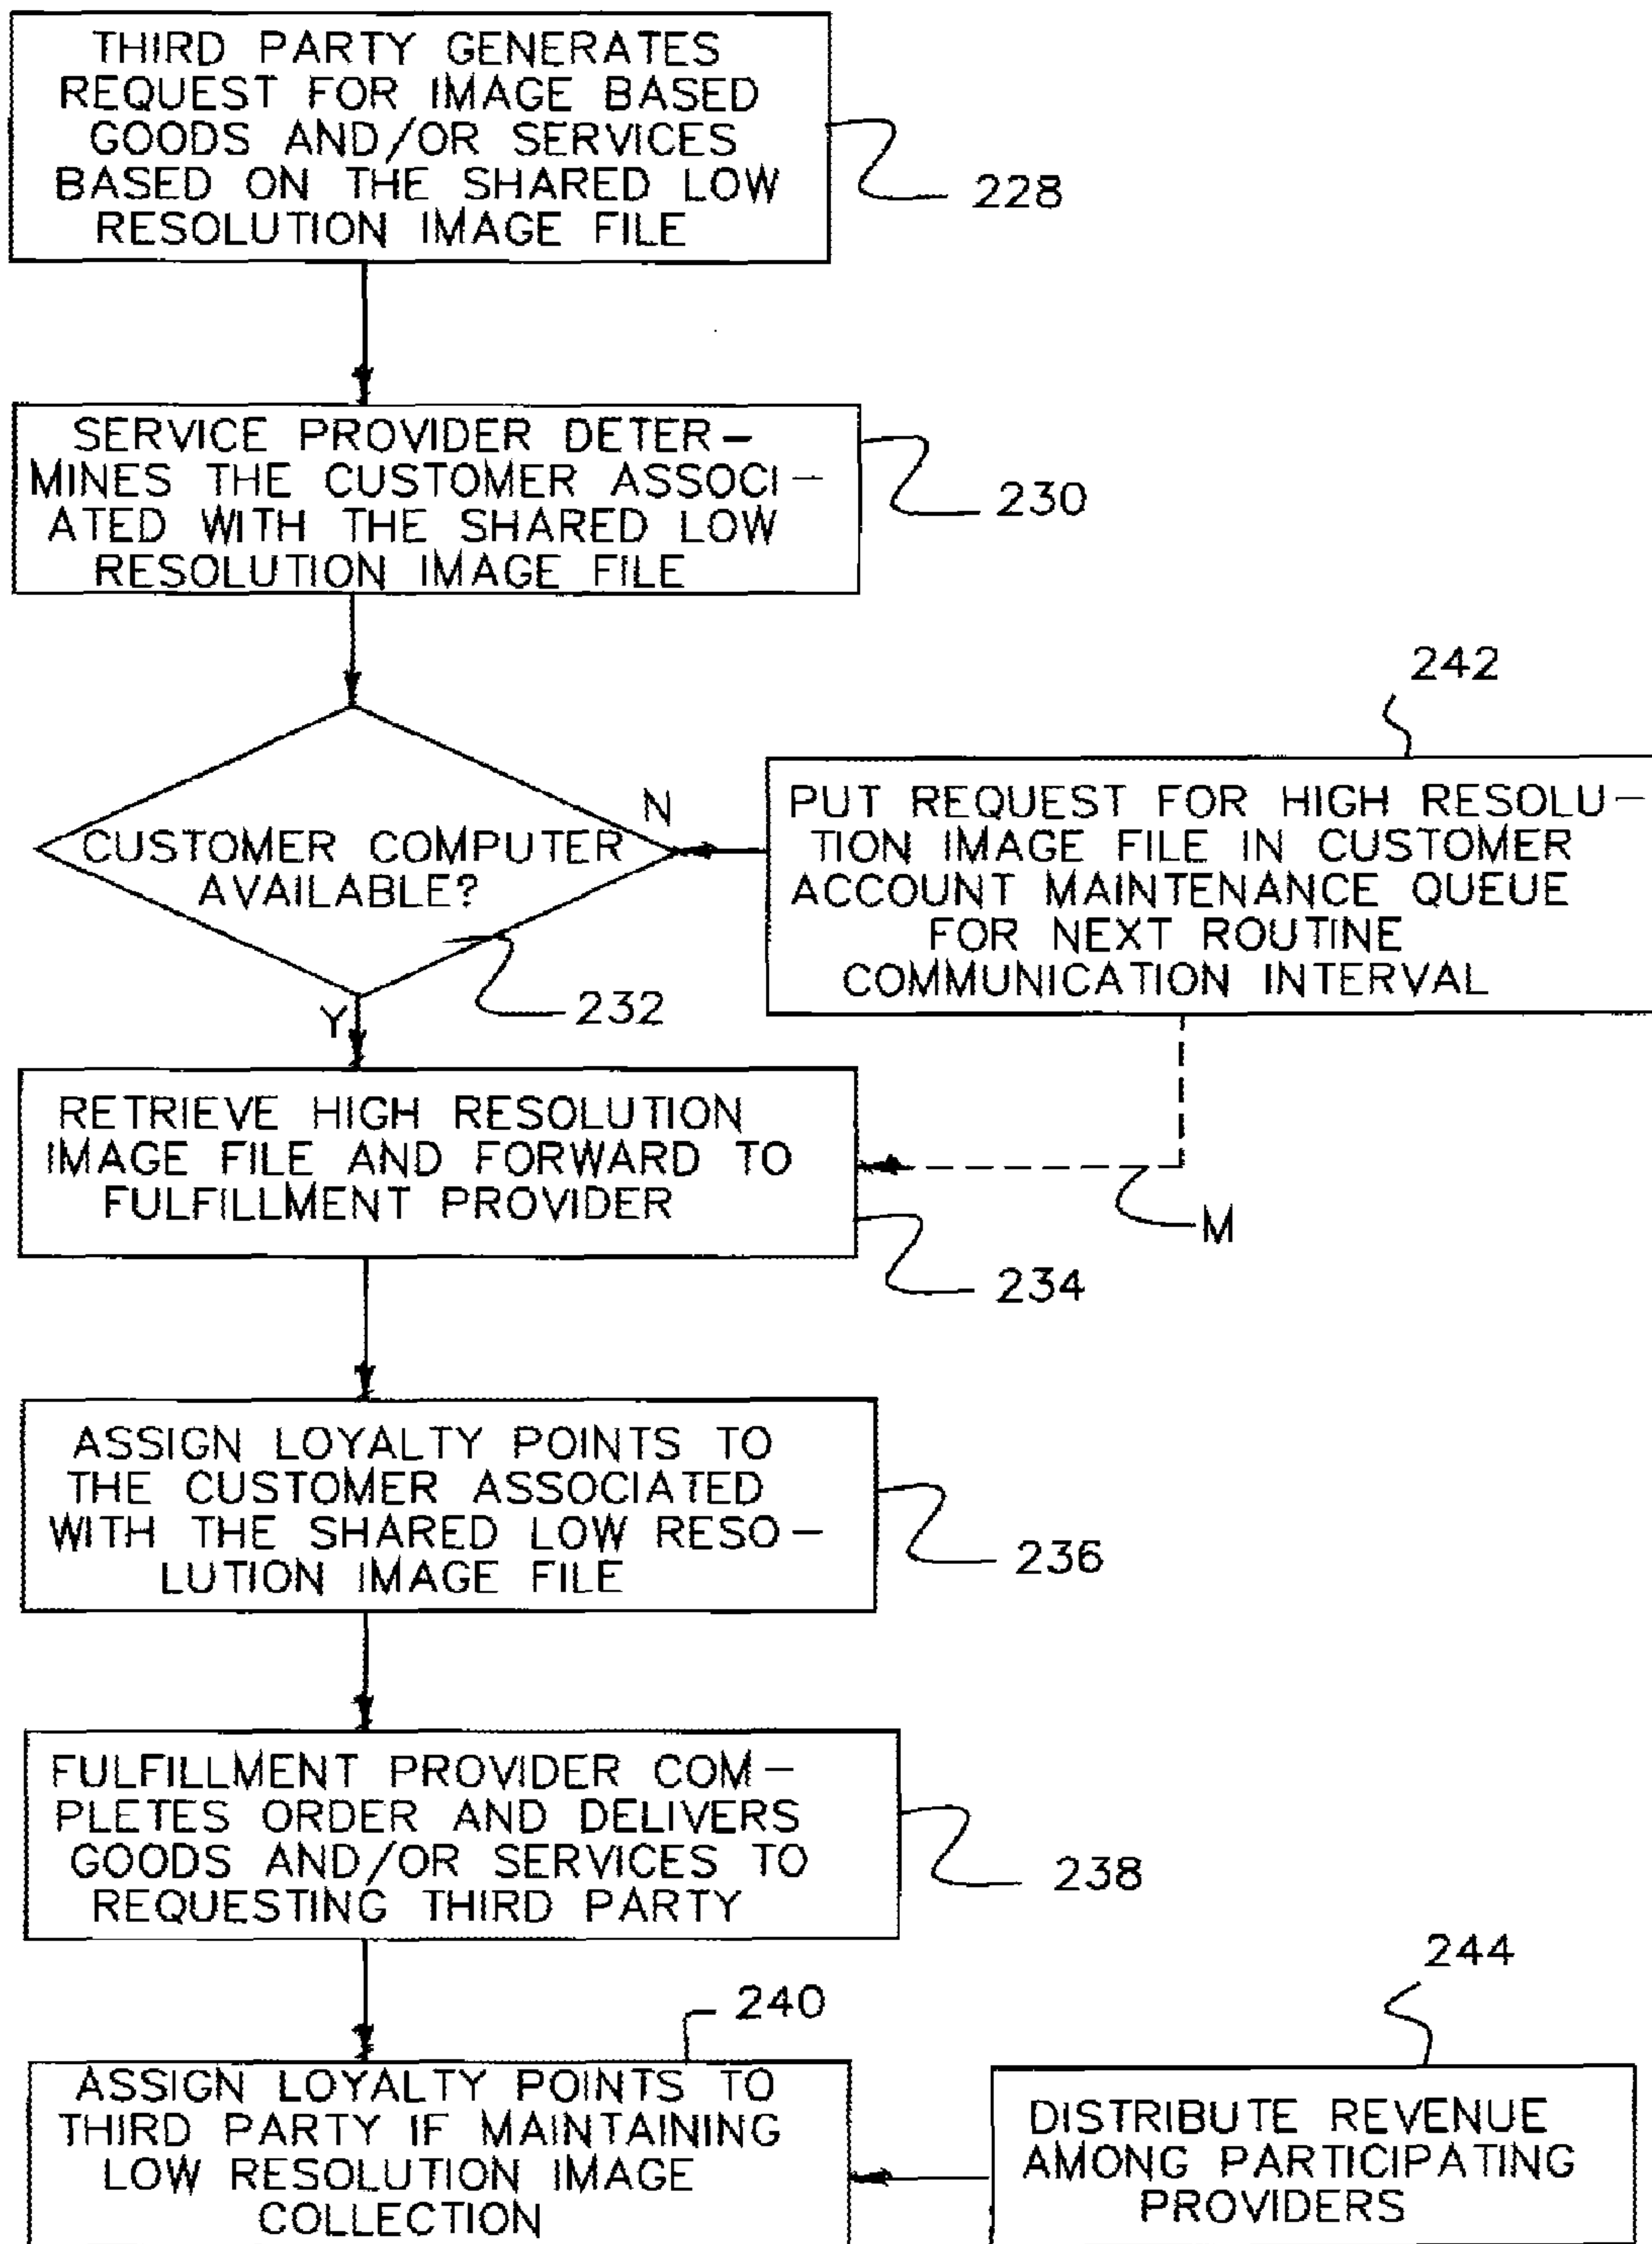 THIRD PARTY GENERATES
REQUEST FOR IMAGE BASED
GOODS AND/OR SERVICES
BASED ON THE SHARED LOW
RESOLUTION IMAGE FILE
228
SERVICE PROVIDER DETER-
MINES THE CUSTOMER ASSOCI-
ATED WITH THE SHARED LOW
RESOLUTION IMAGE FILE
230
CUSTOMER COMPUTER
AVAILABLE?
N
Y
232
242
PUT REQUEST FOR HIGH RESOLU-
TION IMAGE FILE IN CUSTOMER
ACCOUNT MAINTENANCE QUEUE
FOR NEXT ROUTINE
COMMUNICATION INTERVAL
M
RETRIEVE HIGH RESOLUTION
IMAGE FILE AND FORWARD TO
FULFILLMENT PROVIDER
234
ASSIGN LOYALTY POINTS TO
THE CUSTOMER ASSOCIATED
WITH THE SHARED LOW RESO-
LUTION IMAGE FILE
236
FULFILLMENT PROVIDER COM-
PLETES ORDER AND DELIVERS
GOODS AND/OR SERVICES TO
REQUESTING THIRD PARTY
238
240
ASSIGN LOYALTY POINTS TO
THIRD PARTY IF MAINTAINING
LOW RESOLUTION IMAGE
COLLECTION
244
DISTRIBUTE REVENUE
AMONG PARTICIPATING
PROVIDERS